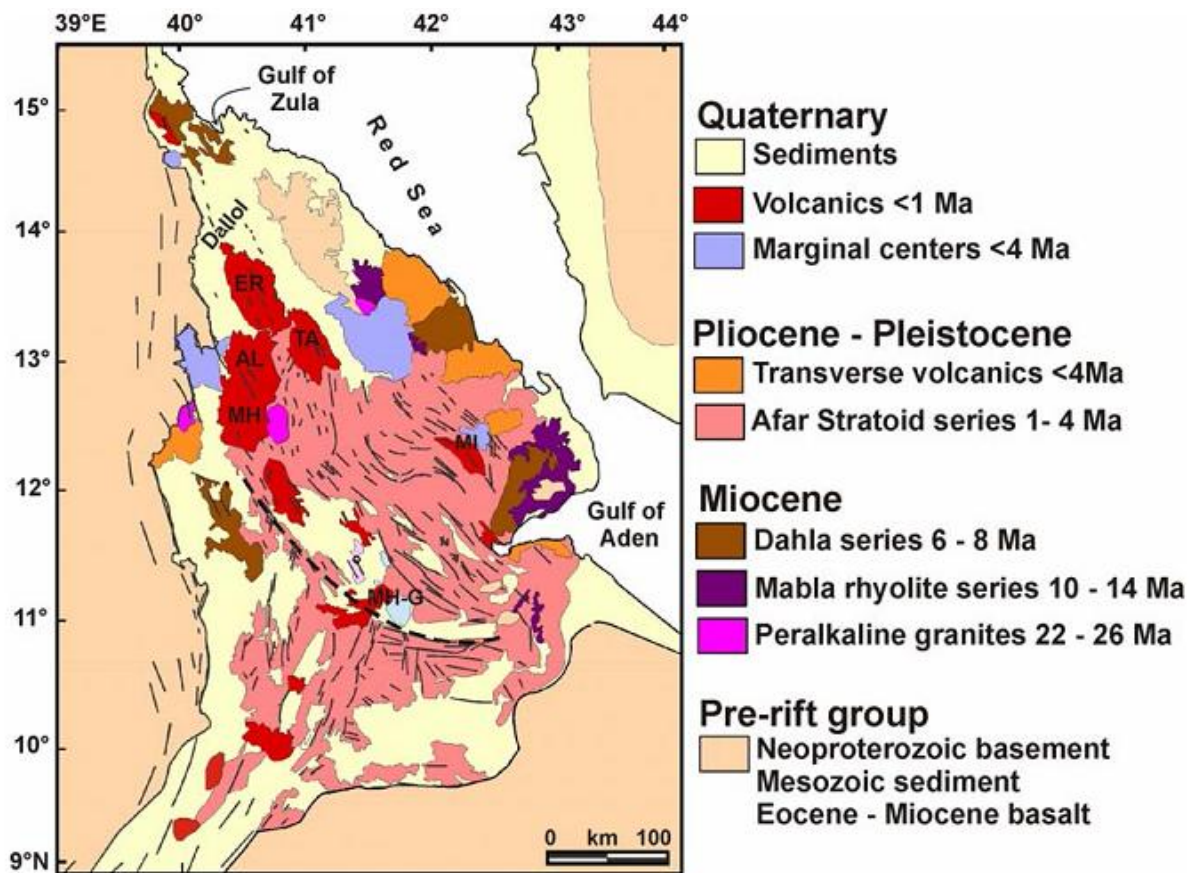 39°E 40° 41° 42° 43° 44°
Gulf of
Zula
15°
Red Sea
14°
Dallol
ER
13°
TA
AL
MH
MI
12°
Gulf of
Aden
11°
MH-G
10°
9°N
0 km 100
Quaternary
Sediments
Volcanics <1 Ma
Marginal centers <4 Ma
Pliocene - Pleistocene
Transverse volcanics <4Ma
Afar Stratoid series 1- 4 Ma
Miocene
Dahla series 6 - 8 Ma
Mabla rhyolite series 10 - 14 Ma
Peralkaline granites 22 - 26 Ma
Pre-rift group
Neoproterozoic basement
Mesozoic sediment
Eocene - Miocene basalt